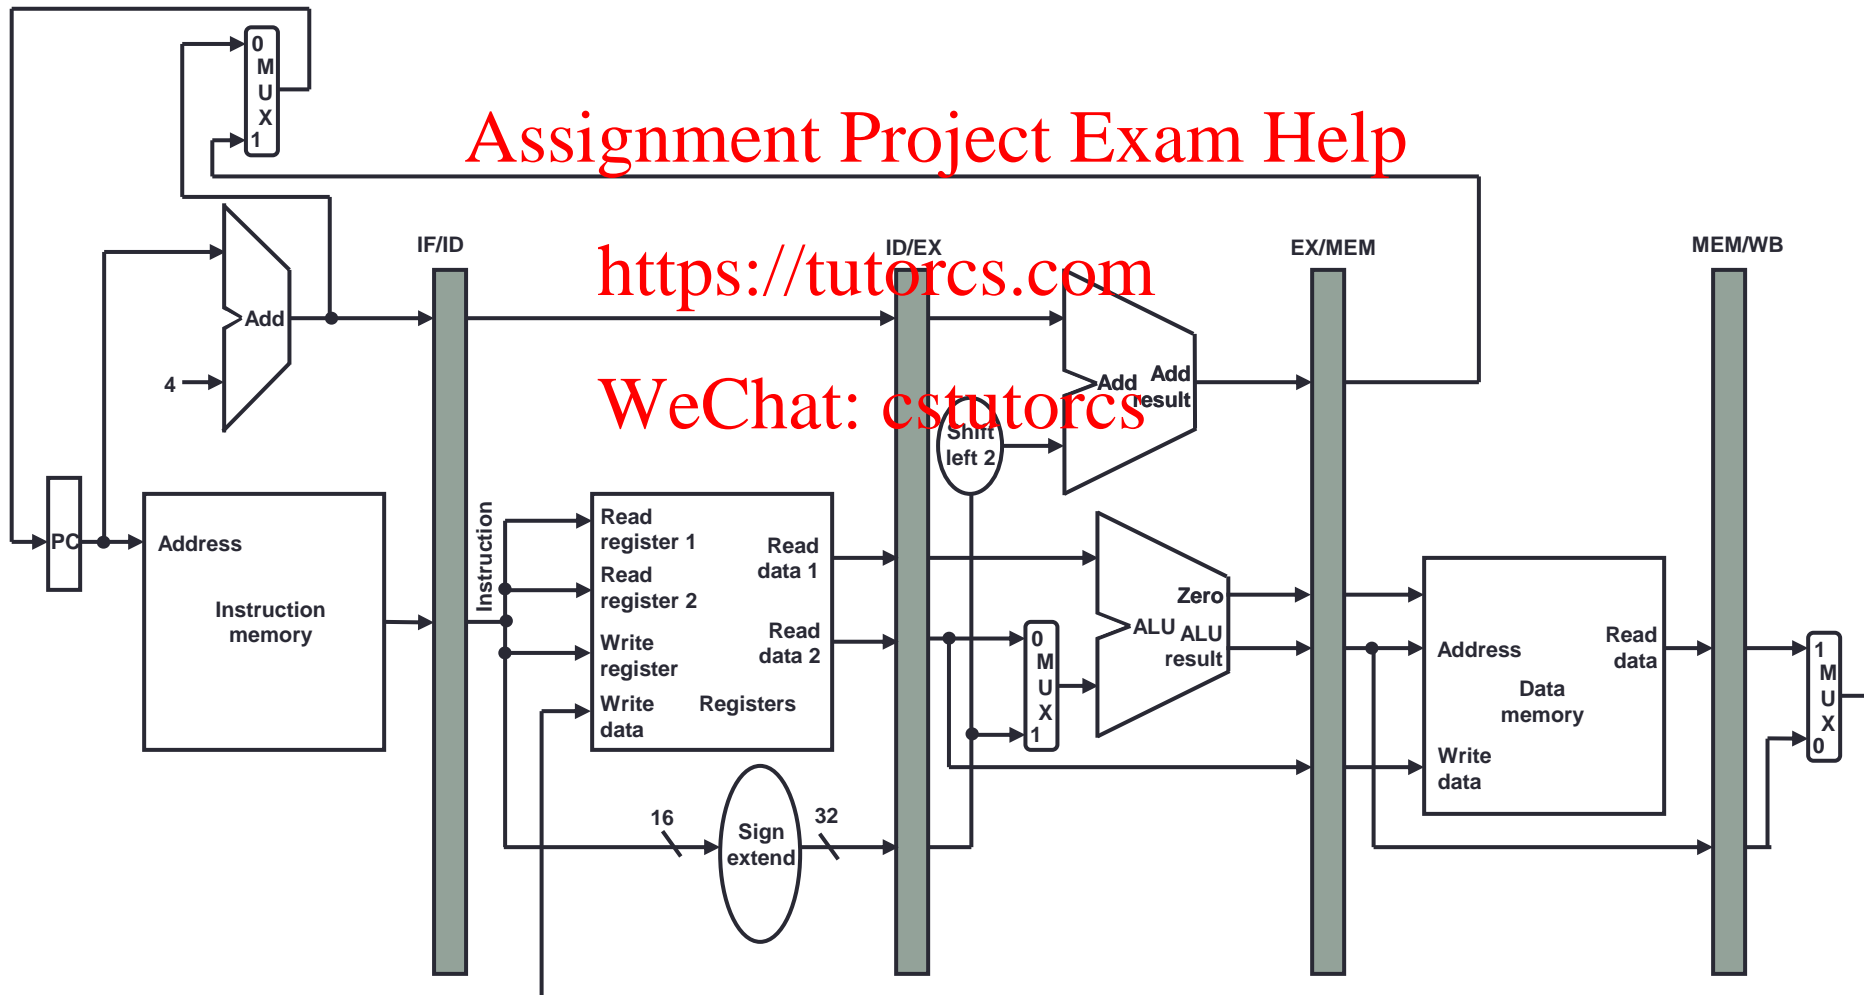 0
M
U
X
1
Assignment Project Exam Help
IF/ID
ID/EX
EX/MEM
MEM/WB
https://tutorcs.com
Add
4
Add
Add
result
WeChat: cstutorcs
Shift
left 2
PC
Address
Instruction
memory
Instruction
Read
register 1
Read
register 2
Write
register
Write
data
Read
data 1
Read
data 2
Registers
16
Sign
extend
32
0
M
U
X
1
Zero
ALU
ALU
result
Address
Read
data
Data
memory
Write
data
1
M
U
X
0